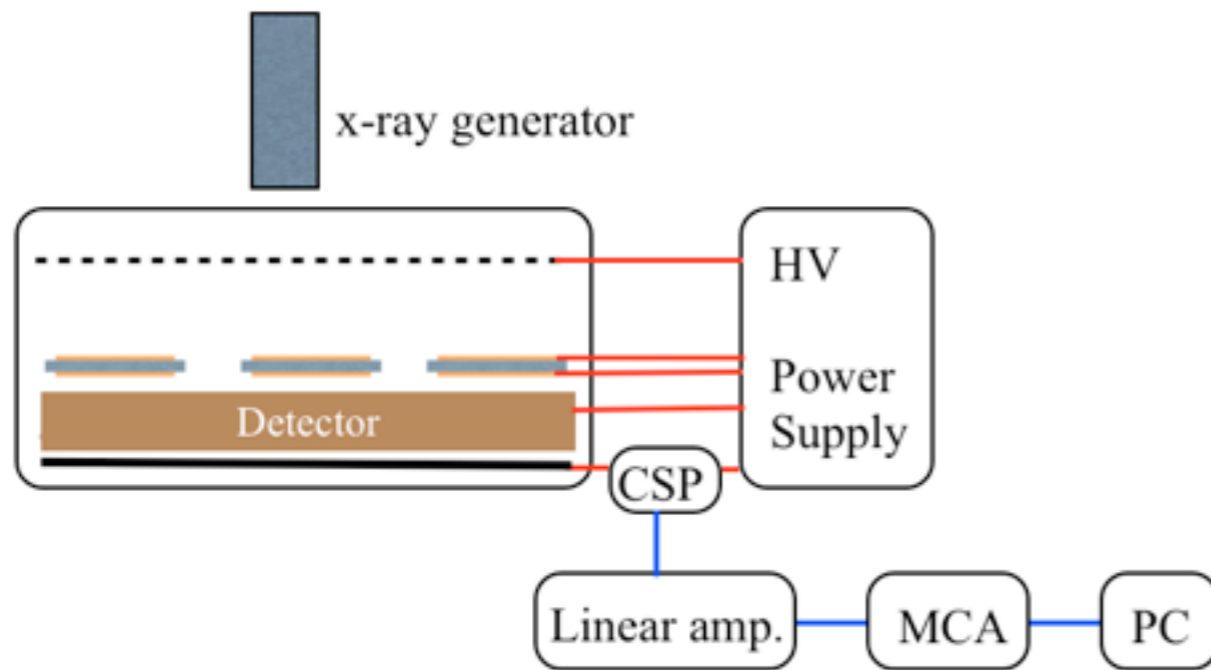 x-ray generator
HV
Power
Supply
Detector
CSP
Linear amp.
MCA
PC